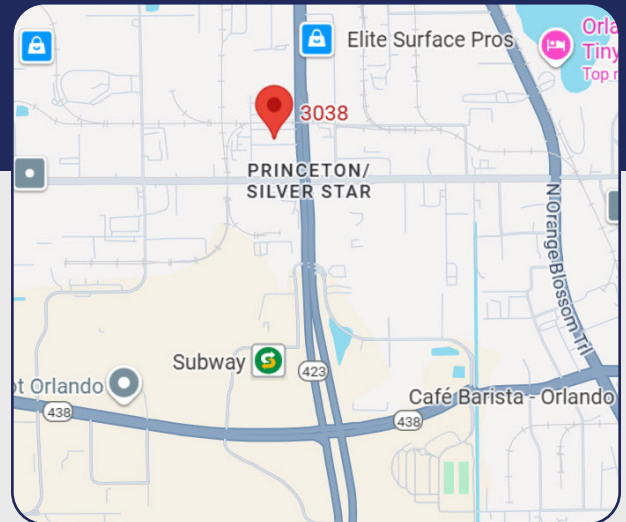 Elite Surface Pros
Orla
Tiny
Top r
3038
PRINCETON/
SILVER STAR
N Orange Blossom Trl
Subway
423
ot Orlando
438
Café Barista - Orlando
438